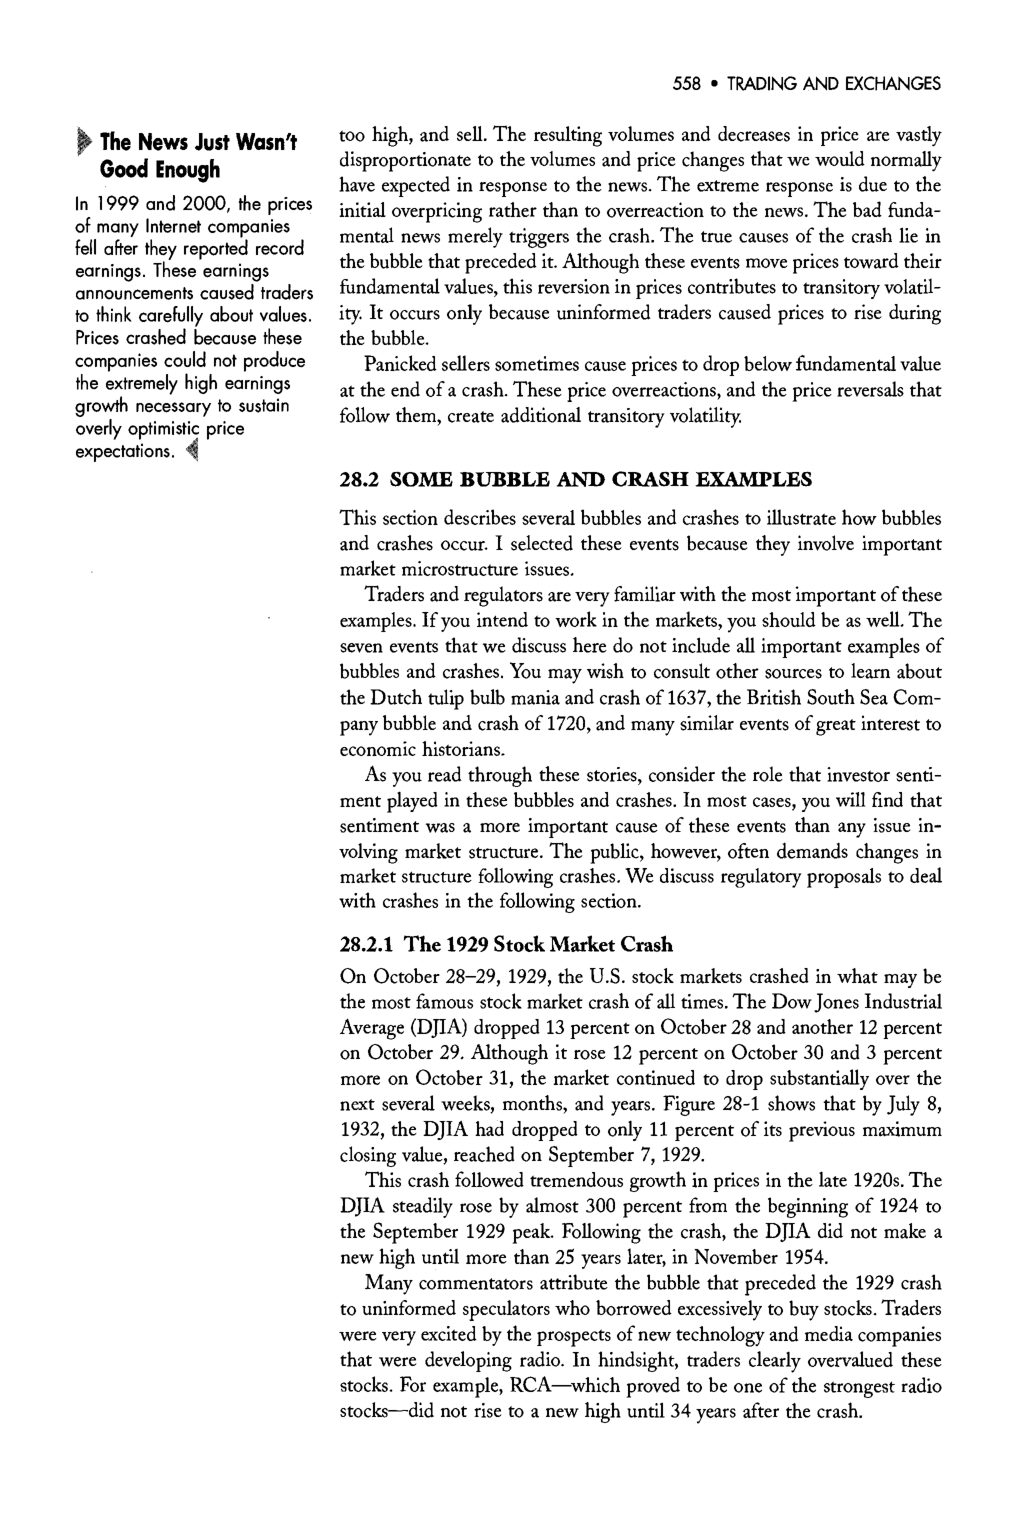 558 • TRADING AND EXCHANGES
The News Just Wasn't
Good Enough
In 1999 and 2000, the prices
of many Internet companies
fell after they reported record
earnings. These earnings
announcements caused traders
to think carefully about values.
Prices crashed because these
companies could not produce
the extremely high earnings
growth necessary to sustain
overly optimistic price
expectations.
too high, and sell. The resulting volumes and decreases in price are vastly
disproportionate to the volumes and price changes that we would normally
have expected in response to the news. The extreme response is due to the
initial overpricing rather than to overreaction to the news. The bad funda-
mental news merely triggers the crash. The true causes of the crash lie in
the bubble that preceded it. Although these events move prices toward their
fundamental values, this reversion in prices contributes to transitory volatil-
ity. It occurs only because uninformed traders caused prices to rise during
the bubble.
Panicked sellers sometimes cause prices to drop below fundamental value
at the end of a crash. These price overreactions, and the price reversals that
follow them, create additional transitory volatility.
28.2 SOME BUBBLE AND CRASH EXAMPLES
This section describes several bubbles and crashes to illustrate how bubbles
and crashes occur. I selected these events because they involve important
market microstructure issues.
Traders and regulators are very familiar with the most important of these
examples. If you intend to work in the markets, you should be as well. The
seven events that we discuss here do not include all important examples of
bubbles and crashes. You may wish to consult other sources to learn about
the Dutch tulip bulb mania and crash of 1637, the British South Sea Com-
pany bubble and crash of 1720, and many similar events of great interest to
economic historians.
As you read through these stories, consider the role that investor senti-
ment played in these bubbles and crashes. In most cases, you will find that
sentiment was a more important cause of these events than any issue in-
volving market structure. The public, however, often demands changes in
market structure following crashes. We discuss regulatory proposals to deal
with crashes in the following section.
28.2.1 The 1929 Stock Market Crash
On October 28–29, 1929, the U.S. stock markets crashed in what may be
the most famous stock market crash of all times. The Dow Jones Industrial
Average (DJIA) dropped 13 percent on October 28 and another 12 percent
on October 29. Although it rose 12 percent on October 30 and 3 percent
more on October 31, the market continued to drop substantially over the
next several weeks, months, and years. Figure 28-1 shows that by July 8,
1932, the DJIA had dropped to only 11 percent of its previous maximum
closing value, reached on September 7, 1929.
This crash followed tremendous growth in prices in the late 1920s. The
DJIA steadily rose by almost 300 percent from the beginning of 1924 to
the September 1929 peak. Following the crash, the DJIA did not make a
new high until more than 25 years later, in November 1954.
Many commentators attribute the bubble that preceded the 1929 crash
to uninformed speculators who borrowed excessively to buy stocks. Traders
were very excited by the prospects of new technology and media companies
that were developing radio. In hindsight, traders clearly overvalued these
stocks. For example, RCA—which proved to be one of the strongest radio
stocks—did not rise to a new high until 34 years after the crash.